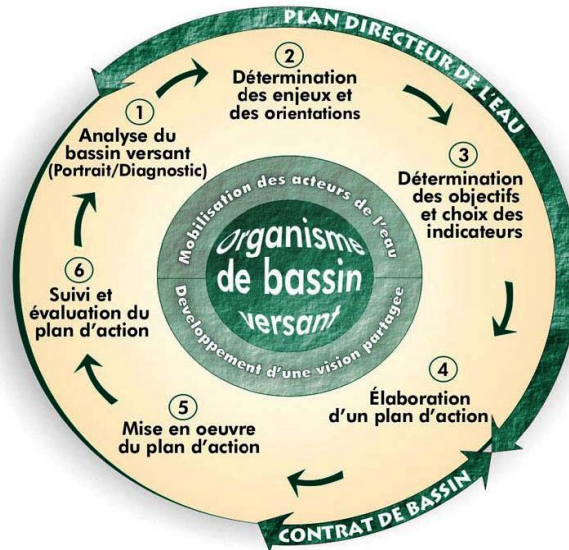 PLAN DIRECTEUR DE L'EAU
1
Analyse du
bassin versant
(Portrait/Diagnostic)
2
Détermination
des enjeux et
des orientations
3
Détermination
des objectifs
et choix des
indicateurs
4
Élaboration
d'un plan d'action
5
Mise en oeuvre
du plan d'action
6
Suivi et
évaluation du
plan d'action
Mobilisation des acteurs de l'eau
Organisme
de bassin
versant
Developpement d'une vision partagée
CONTRAT DE BASSIN